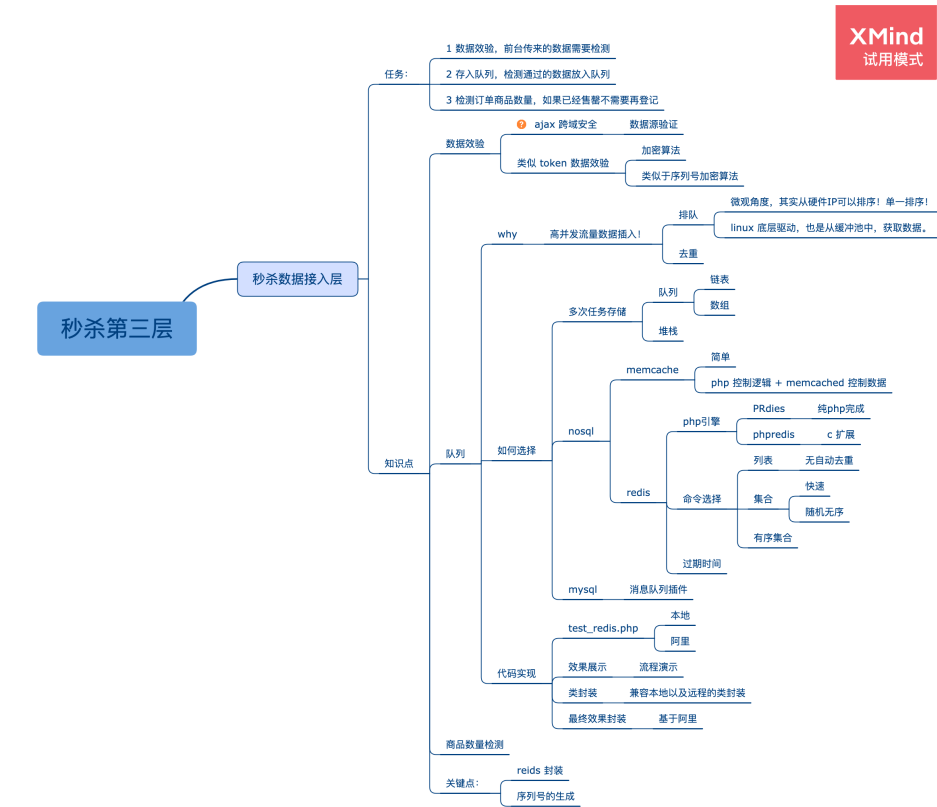 XMind
试用模式
1 数据效验，前台传来的数据需要检测
任务：
2 存入队列，检测通过的数据放入队列
3 检测订单商品数量，如果已经售罄不需要再登记
数据效验
? ajax 跨域安全
数据源验证
类似 token 数据效验
加密算法
类似于序列号加密算法
why
高并发流量数据插入！
排队
微观角度，其实从硬件IP可以排序！单一排序！
linux 底层驱动，也是从缓冲池中，获取数据。
去重
秒杀第三层
秒杀数据接入层
知识点
队列
如何选择
多次任务存储
队列
链表
数组
堆栈
nosql
memcache
简单
php 控制逻辑 + memcached 控制数据
redis
php引擎
PRdies
纯php完成
phpredis
c 扩展
命令选择
列表
无自动去重
集合
快速
随机无序
有序集合
过期时间
mysql
消息队列插件
代码实现
test_redis.php
本地
阿里
效果展示
流程演示
类封装
兼容本地以及远程的类封装
最终效果封装
基于阿里
商品数量检测
关键点：
reids 封装
序列号的生成